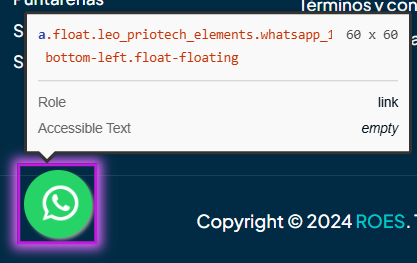 Puntarenas
Términos y con
S
a.float.leo_priotech_elements.whatsapp_1 60 x 60
bottom-left.float-floating
S
a
Role link
Accessible Text empty
Copyright © 2024 ROES. T